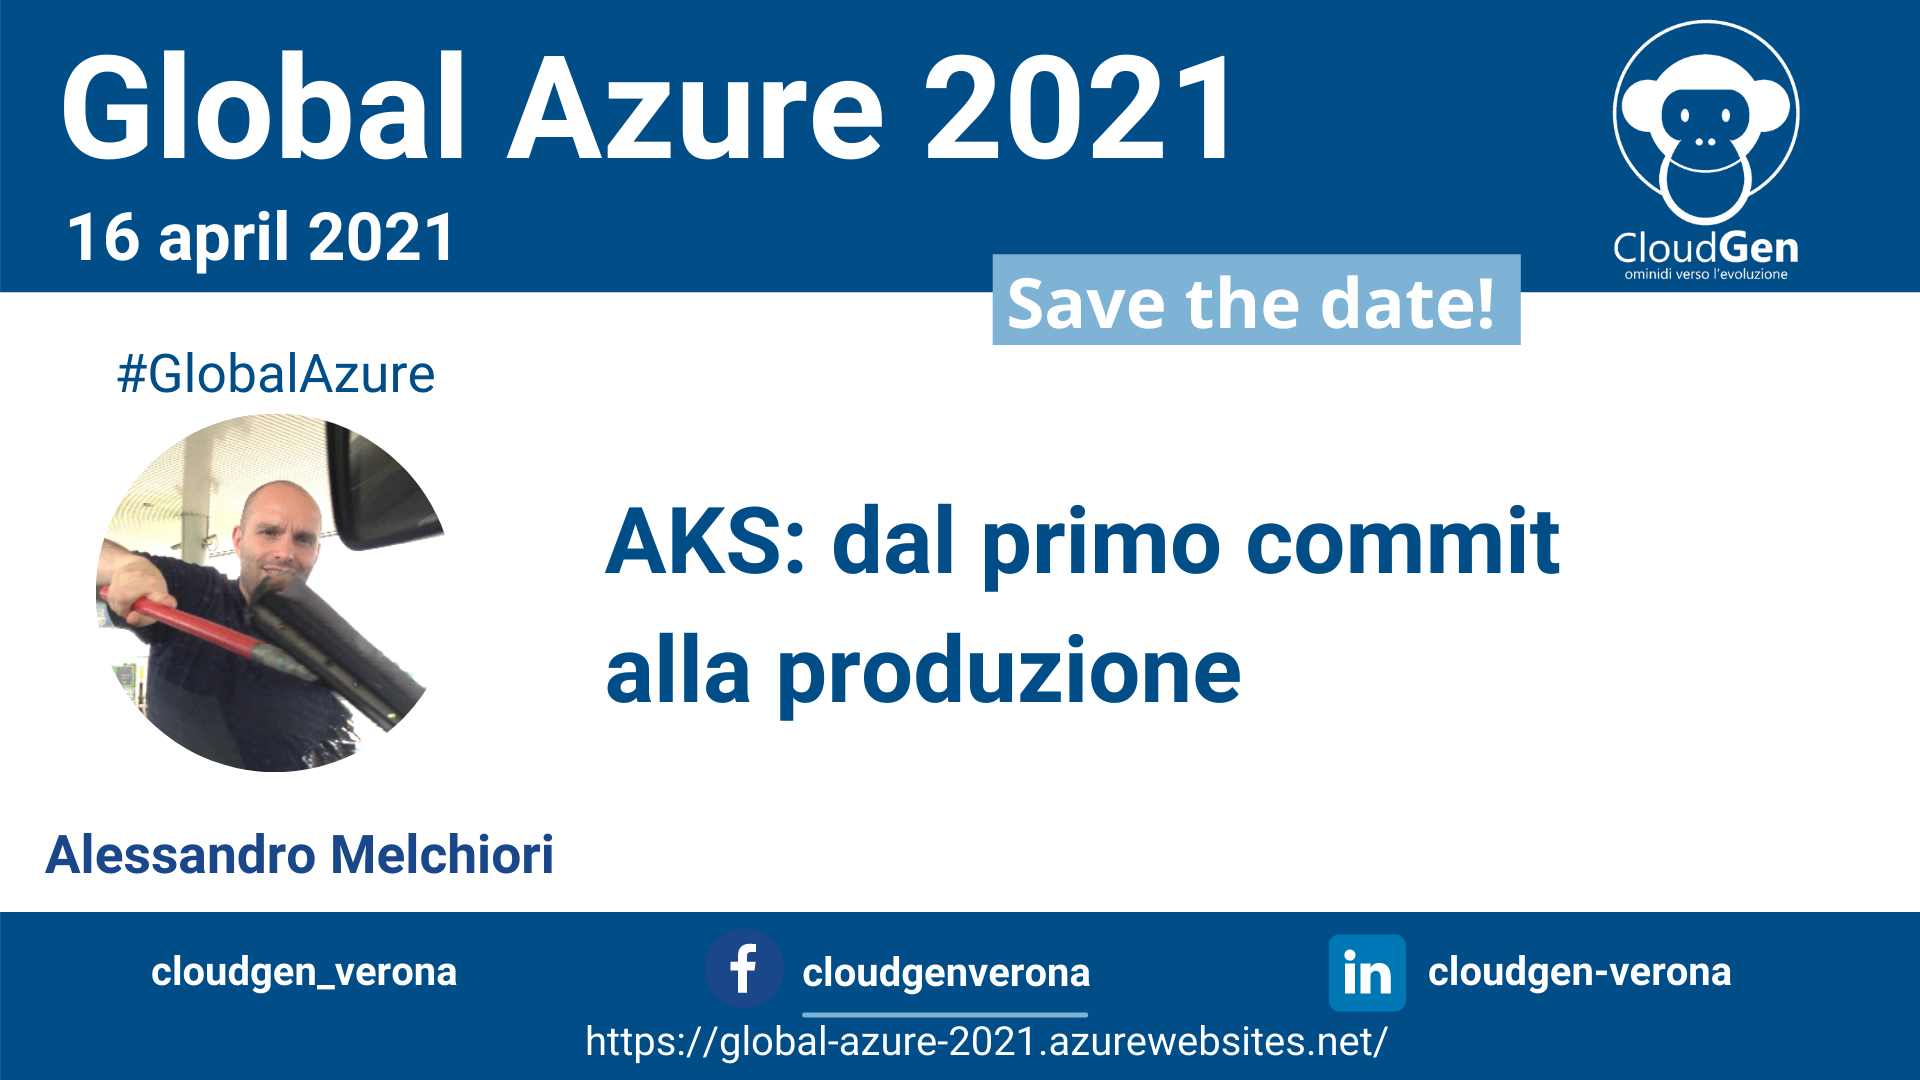 Global Azure 2021
16 april 2021
CloudGen
ominidi verso l'evoluzione
Save the date!
#GlobalAzure
AKS: dal primo commit
alla produzione
Alessandro Melchiori
cloudgen_verona
f cloudgenverona
in cloudgen-verona
https://global-azure-2021.azurewebsites.net/